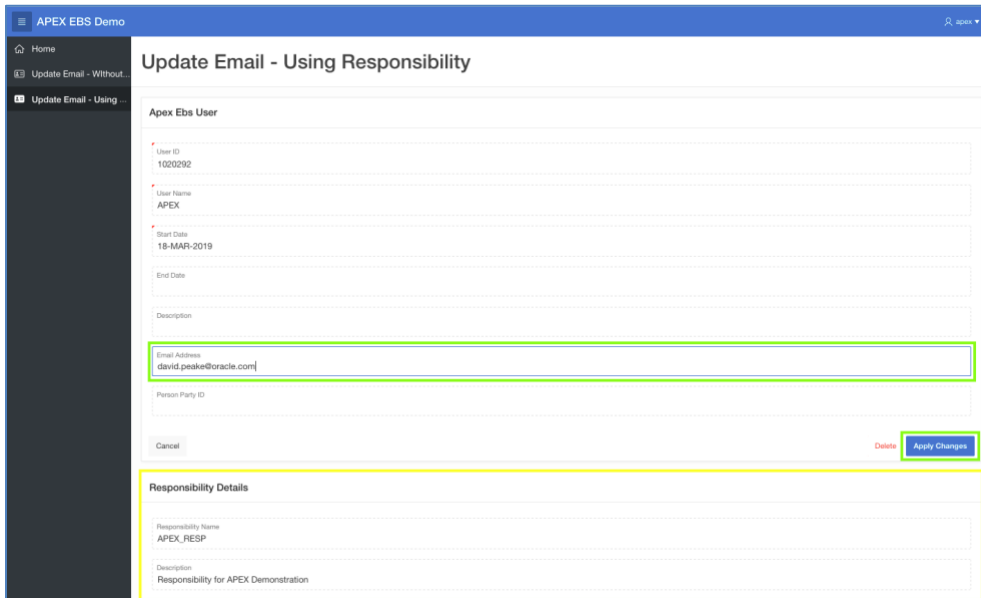 APEX EBS Demo
apex
Home
Update Email - WIthout...
Update Email - Using ...
Update Email - Using Responsibility
Apex Ebs User
User ID
1020292
User Name
APEX
Start Date
18-MAR-2019
End Date
Description
Email Address
david.peake@oracle.com
Person Party ID
Cancel
Delete
Apply Changes
Responsibility Details
Responsibility Name
APEX_RESP
Description
Responsibility for APEX Demonstration